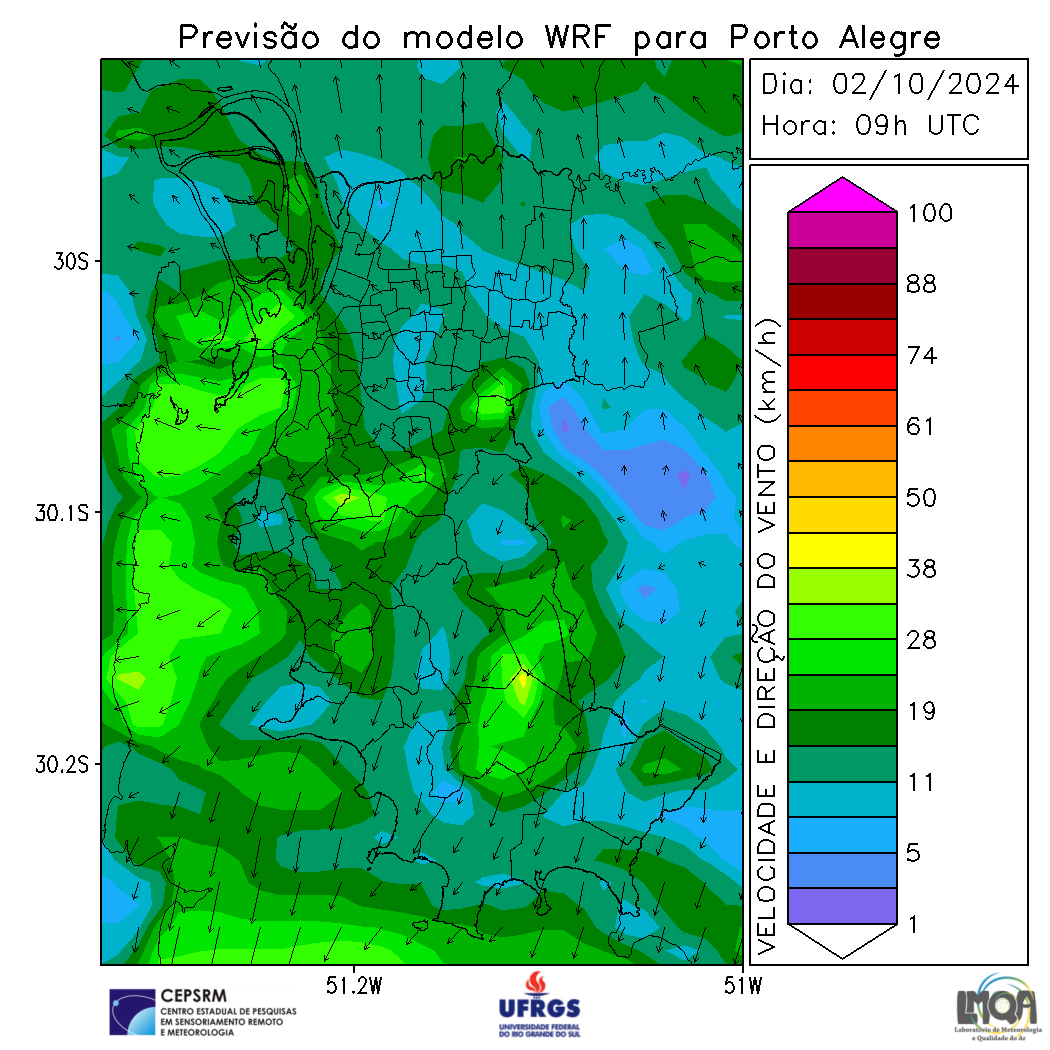 Previsão do modelo WRF para Porto Alegre
Dia: 02/10/2024
Hora: 09h UTC
30S
30.1S
30.2S
51.2W
51W
VELOCIDADE E DIREÇÃO DO VENTO (km/h)
100
88
74
61
50
38
28
19
11
5
1
CEPSRM
CENTRO ESTADUAL DE PESQUISAS
EM SENSORIAMENTO REMOTO
E METEOROLOGIA
UFRGS
UNIVERSIDADE FEDERAL
DO RIO GRANDE DO SUL
LMQA
Laboratório de Meteorologia
e Qualidade do Ar